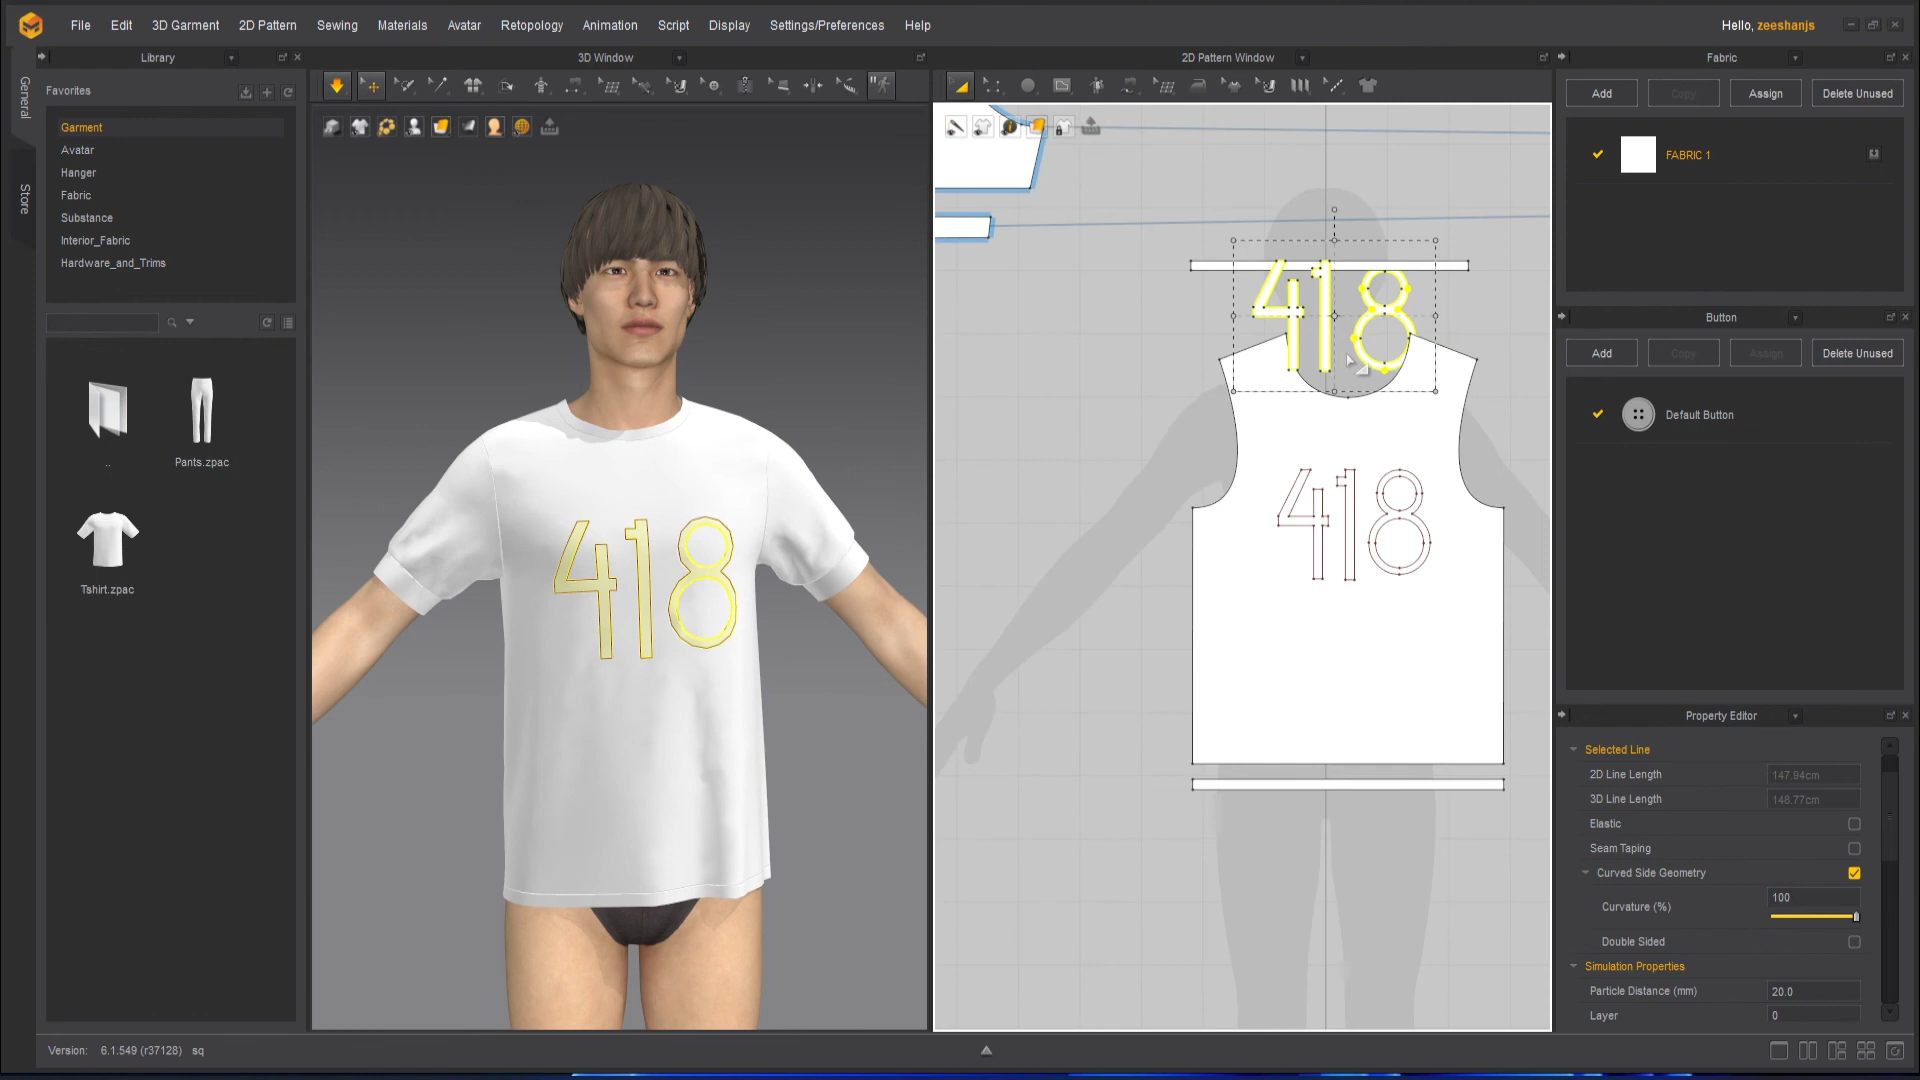 File Edit 3D Garment 2D Pattern Sewing Materials Avatar Retopology Animation Script Display Settings/Preferences Help
Hello, zeeshanjs
Library
3D Window
2D Pattern Window
Fabric
General
Store
Favorites
Garment
Avatar
Hanger
Fabric
Substance
Interior_Fabric
Hardware_and_Trims
..
Pants.zpac
Tshirt.zpac
418
418
418
Add Copy Assign Delete Unused
FABRIC 1
Button
Add Copy Assign Delete Unused
Default Button
Property Editor
Selected Line
2D Line Length 147.94cm
3D Line Length 148.77cm
Elastic
Seam Taping
Curved Side Geometry
Curvature (%) 100
Double Sided
Simulation Properties
Particle Distance (mm) 20.0
Layer 0
Version: 6.1.549 (r37128) sq